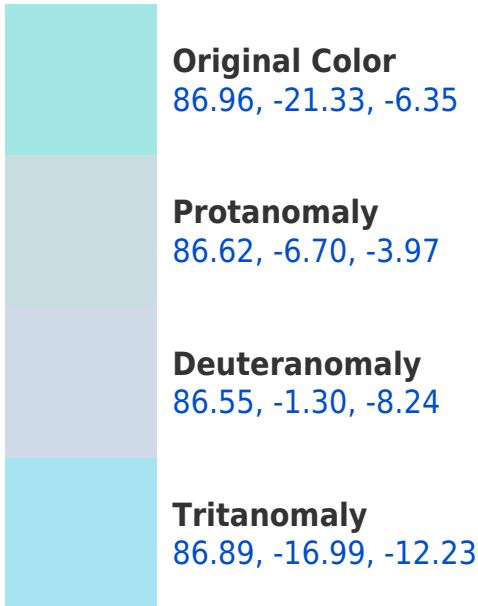 Original Color
86.96, -21.33, -6.35
Protanomaly
86.62, -6.70, -3.97
Deuteranomaly
86.55, -1.30, -8.24
Tritanomaly
86.89, -16.99, -12.23